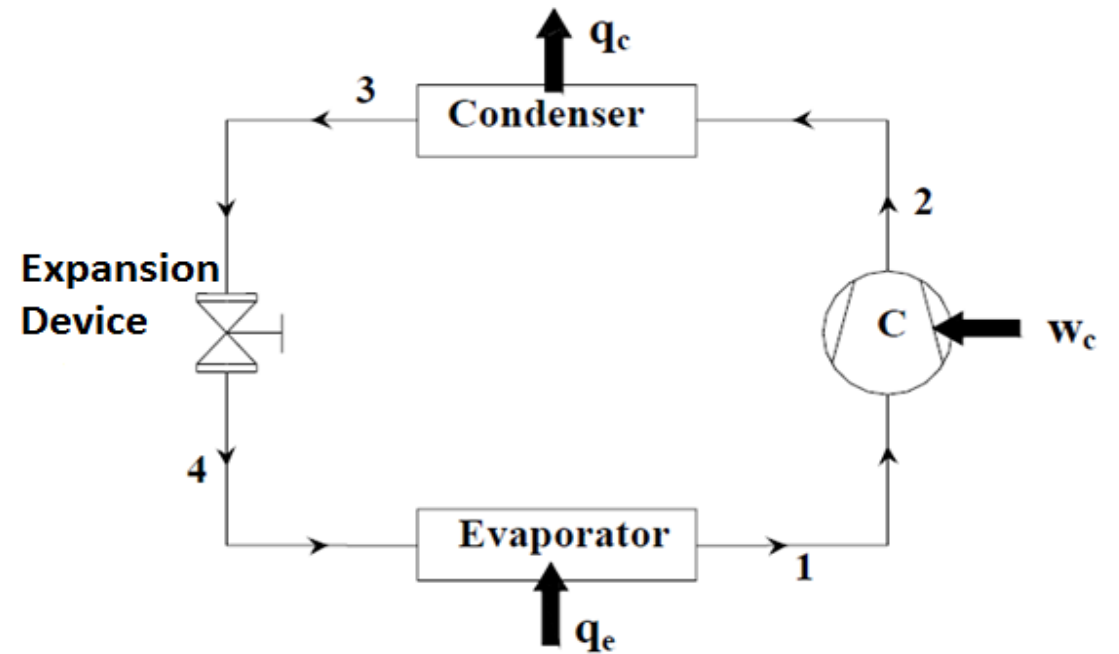 qc
3
Condenser
2
Expansion
Device
C
wc
4
Evaporator
1
qe